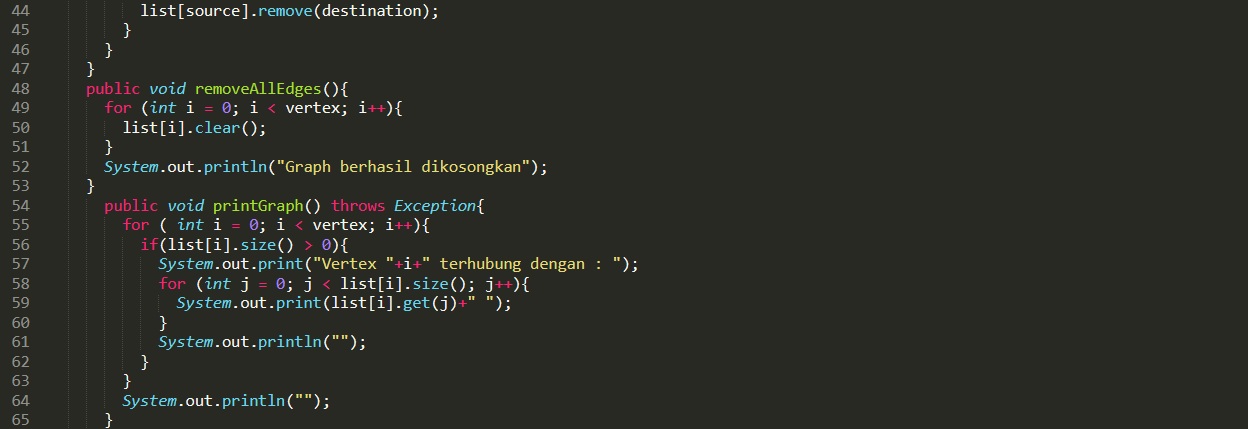 44 list[source].remove(destination);
45 }
46 }
47 }
48 public void removeAllEdges(){
49 for (int i = 0; i < vertex; i++){
50 list[i].clear();
51 }
52 System.out.println("Graph berhasil dikosongkan");
53 }
54 public void printGraph() throws Exception{
55 for ( int i = 0; i < vertex; i++){
56 if(list[i].size() > 0){
57 System.out.print("Vertex "+i+" terhubung dengan : ");
58 for (int j = 0; j < list[i].size(); j++){
59 System.out.print(list[i].get(j)+" ");
60 }
61 System.out.println("");
62 }
63 }
64 System.out.println("");
65 }